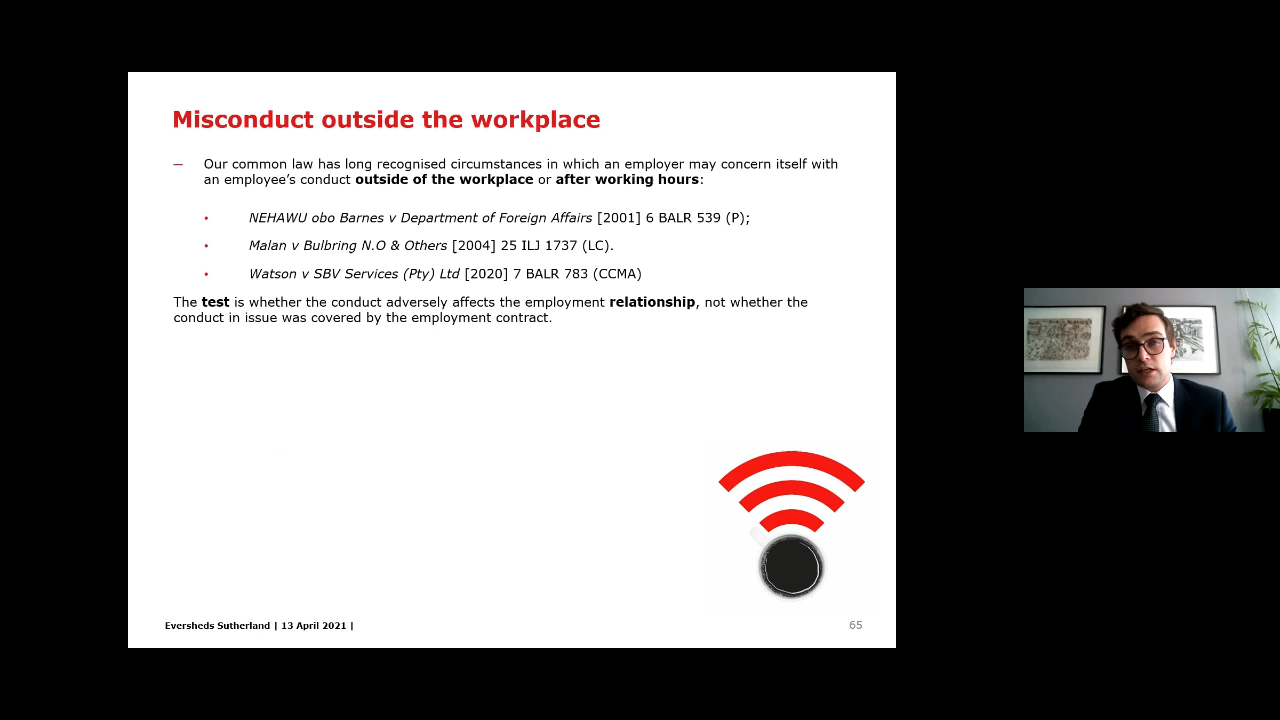 Misconduct outside the workplace
— Our common law has long recognised circumstances in which an employer may concern itself with
an employee’s conduct outside of the workplace or after working hours:
• NEHAWU obo Barnes v Department of Foreign Affairs [2001] 6 BALR 539 (P);
• Malan v Bulbring N.O & Others [2004] 25 ILJ 1737 (LC).
• Watson v SBV Services (Pty) Ltd [2020] 7 BALR 783 (CCMA)
The test is whether the conduct adversely affects the employment relationship, not whether the
conduct in issue was covered by the employment contract.
Eversheds Sutherland | 13 April 2021 |
65